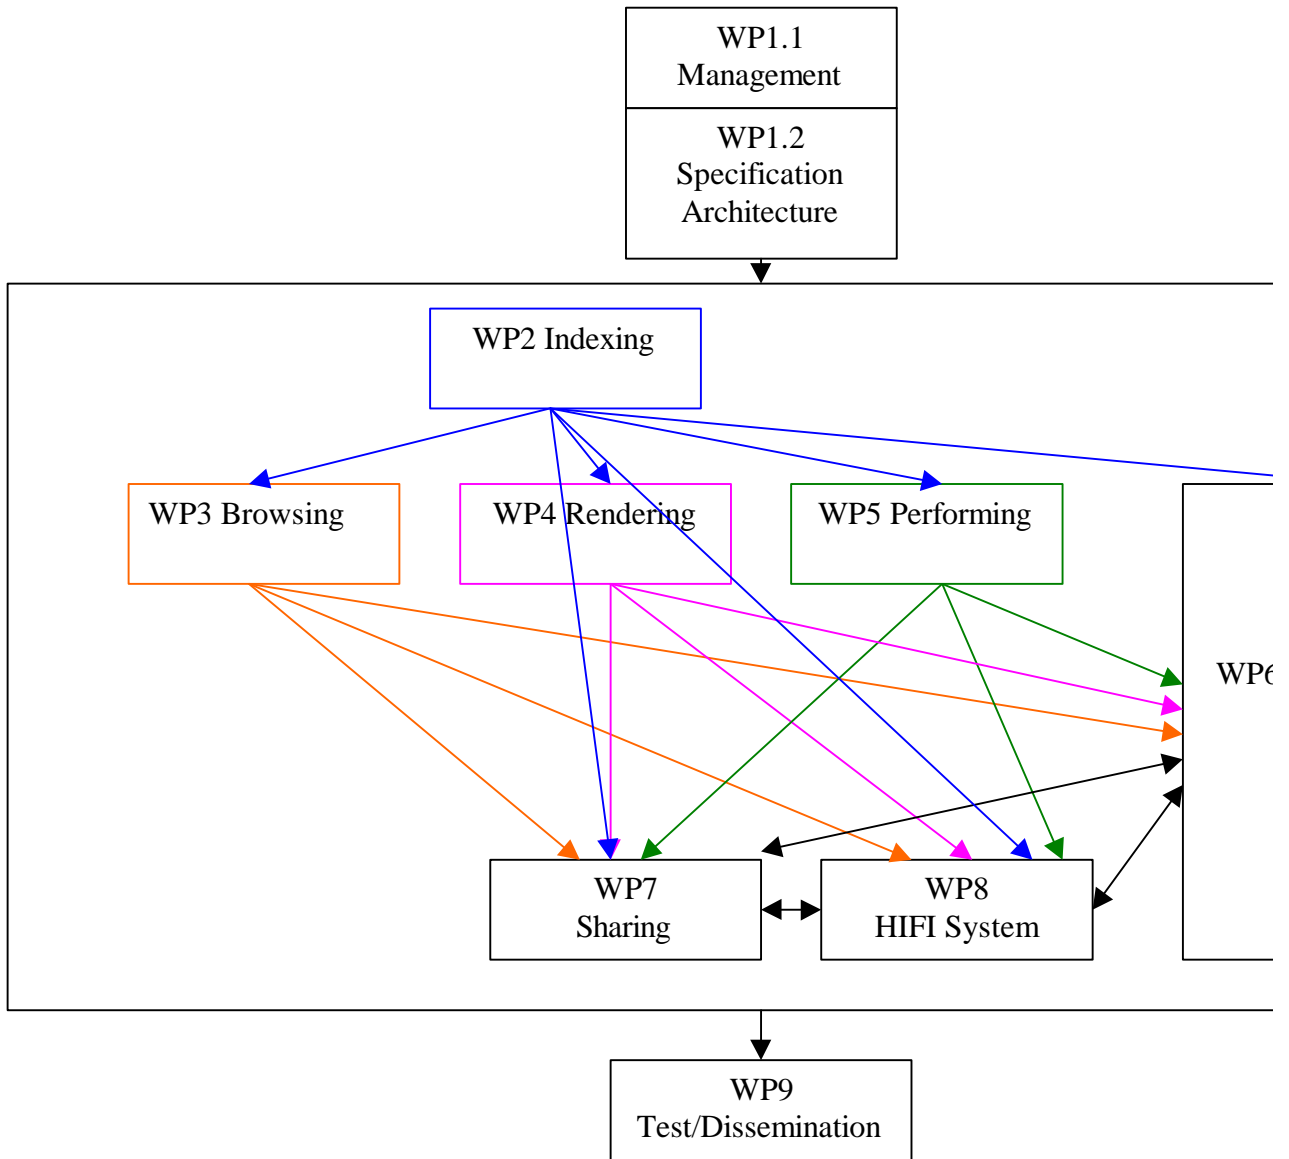 WP1.1
Management
WP1.2
Specification
Architecture
WP2 Indexing
WP3 Browsing
WP4 Rendering
WP5 Performing
WP6
WP7
Sharing
WP8
HIFI System
WP9
Test/Dissemination